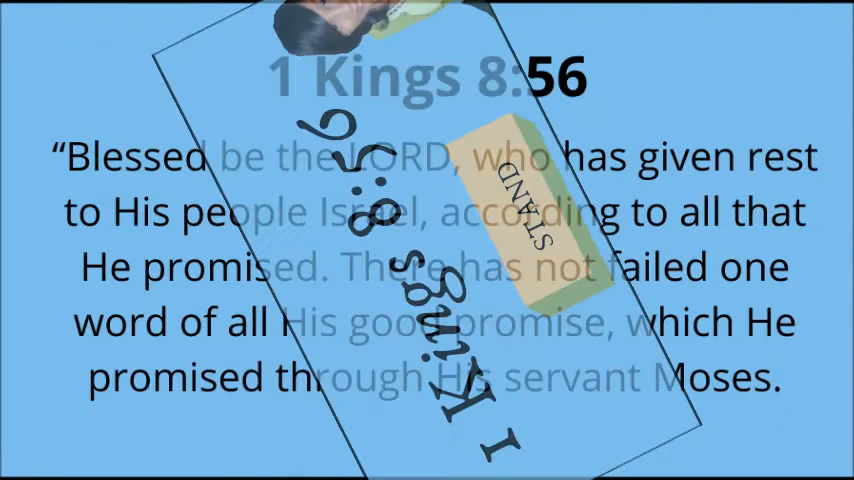 1 Kings 8:56
“Blessed be the LORD, who has given rest
to His people Israel, according to all that
He promised. There has not failed one
word of all His good promise, which He
promised through His servant Moses.
1 Kings 8:56
STAND